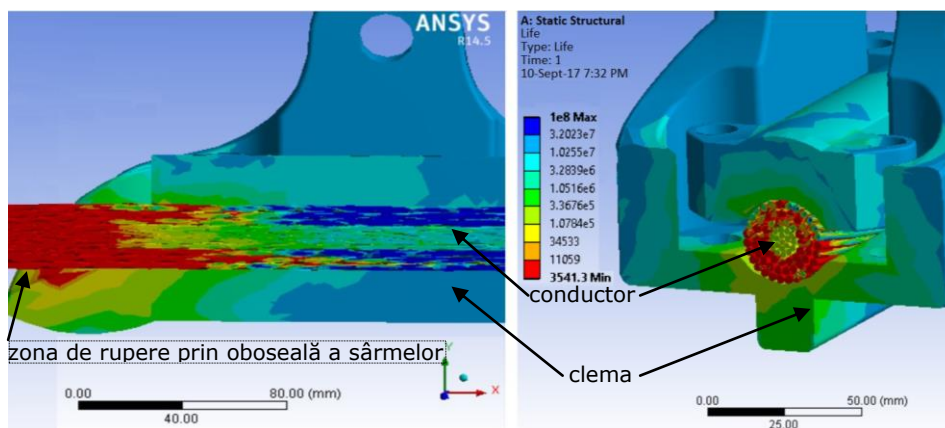 ANSYS
R14.5
zona de rupere prin oboseală a sârmelor
Y
X
0.00
80.00 (mm)
40.00
A: Static Structural
Life
Type: Life
Time: 1
10-Sept-17 7:32 PM
1e8 Max
3.2023e7
1.0255e7
3.2839e6
1.0516e6
3.3676e5
1.0784e5
34533
11059
3541.3 Min
conductor
clema
0.00
50.00 (mm)
25.00